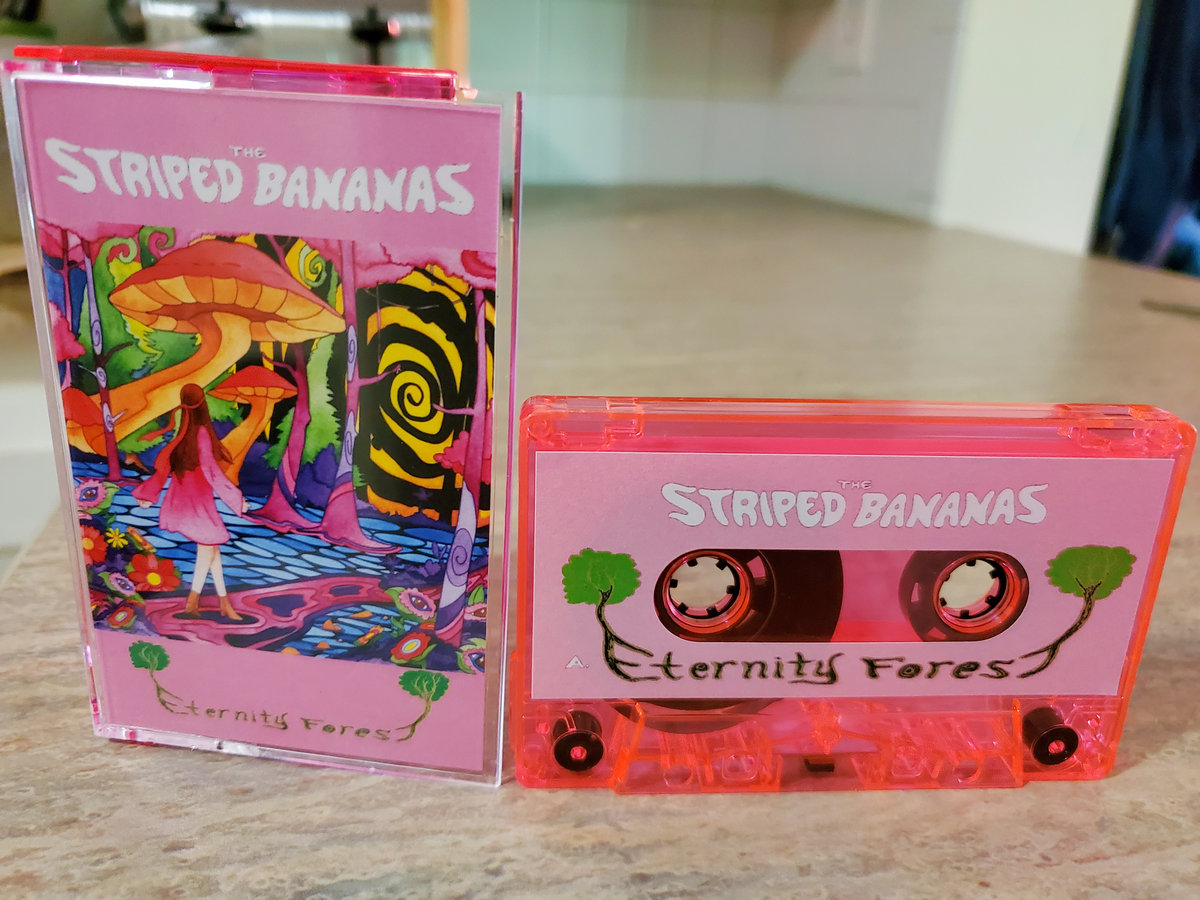 THE
STRIPED BANANAS
Eternity Forest
THE
STRIPED BANANAS
A.
Eternity Forest